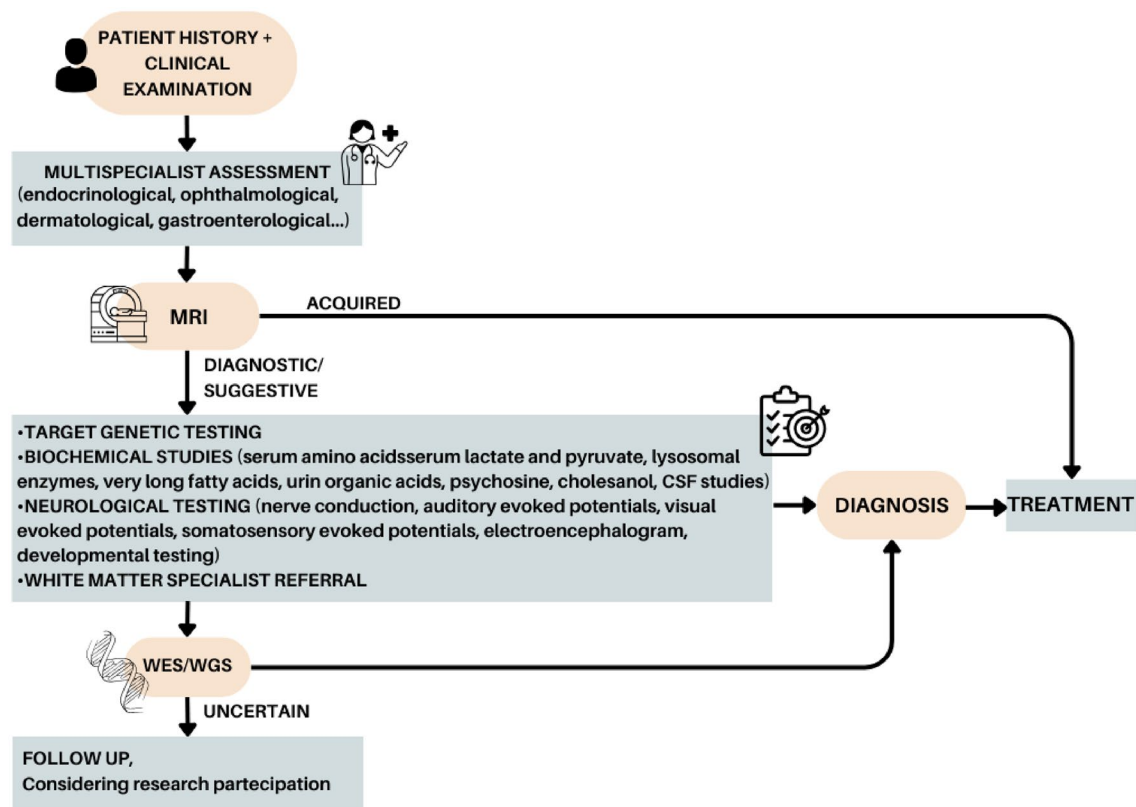 PATIENT HISTORY +
CLINICAL
EXAMINATION
MULTISPECIALIST ASSESSMENT
(endocrinological, ophthalmological,
dermatological, gastroenterological...)
MRI
ACQUIRED
DIAGNOSTIC/
SUGGESTIVE
•TARGET GENETIC TESTING
•BIOCHEMICAL STUDIES (serum amino acidsserum lactate and pyruvate, lysosomal
enzymes, very long fatty acids, urin organic acids, psychosine, cholesanol, CSF studies)
•NEUROLOGICAL TESTING (nerve conduction, auditory evoked potentials, visual
evoked potentials, somatosensory evoked potentials, electroencephalogram,
developmental testing)
•WHITE MATTER SPECIALIST REFERRAL
DIAGNOSIS
TREATMENT
WES/WGS
UNCERTAIN
FOLLOW UP,
Considering research partecipation